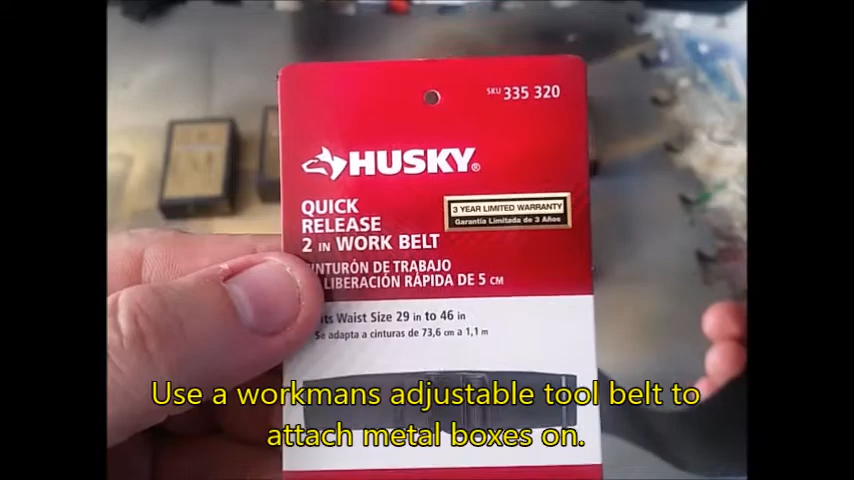 SKU 335 320
HUSKY®
QUICK
RELEASE
2 IN WORK BELT
3 YEAR LIMITED WARRANTY
Garantía Limitada de 3 Años
DE TRABAJO
LIBERACIÓN RÁPIDA DE 5 CM
Waist Size 29 in to 46 in
Se adapta a cinturas de 73,6 cm a 1,1 m
Use a workmans adjustable tool belt to
attach metal boxes on.